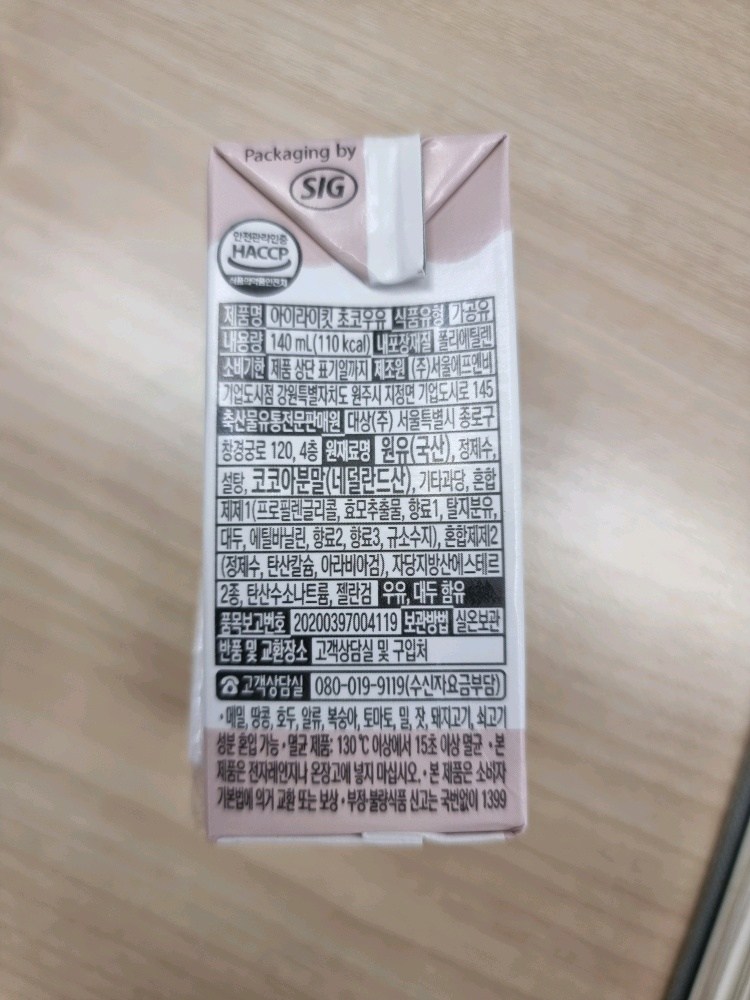 Packaging by
SIG
안전관리인증
HACCP
식품의약품안전처
제품명 아이라이킷 초코우유 식품유형 가공유
내용량 140 mL(110 kcal) 내포장재질 폴리에틸렌
소비기한 제품 상단 표기일까지 제조원 (주)서울에프엔비
기업도시점 강원특별자치도 원주시 지정면 기업도시로 145
축산물유통전문판매원 대상(주) 서울특별시 종로구
창경궁로 120, 4층 원재료명 원유(국산), 정제수,
설탕, 코코아분말(네덜란드산), 기타과당, 혼합
제제1(프로필렌글리콜, 효모추출물, 향료1, 탈지분유,
대두, 에틸바닐린, 향료2, 향료3, 규소수지), 혼합제제2
(정제수, 탄산칼슘, 아라비아검), 자당지방산에스테르
2종, 탄산수소나트륨, 젤란검 우유, 대두 함유
품목보고번호 20200397004119 보관방법 실온보관
반품 및 교환장소 고객상담실 및 구입처
고객상담실 080-019-9119(수신자요금부담)
•메밀, 땅콩, 호두, 알류, 복숭아, 토마토, 밀, 잣, 돼지고기, 쇠고기
성분 혼입 가능 •멸균 제품: 130 ℃ 이상에서 15초 이상 멸균 •본
제품은 전자레인지나 온장고에 넣지 마십시오. •본 제품은 소비자
기본법에 의거 교환 또는 보상 •부정·불량식품 신고는 국번없이 1399